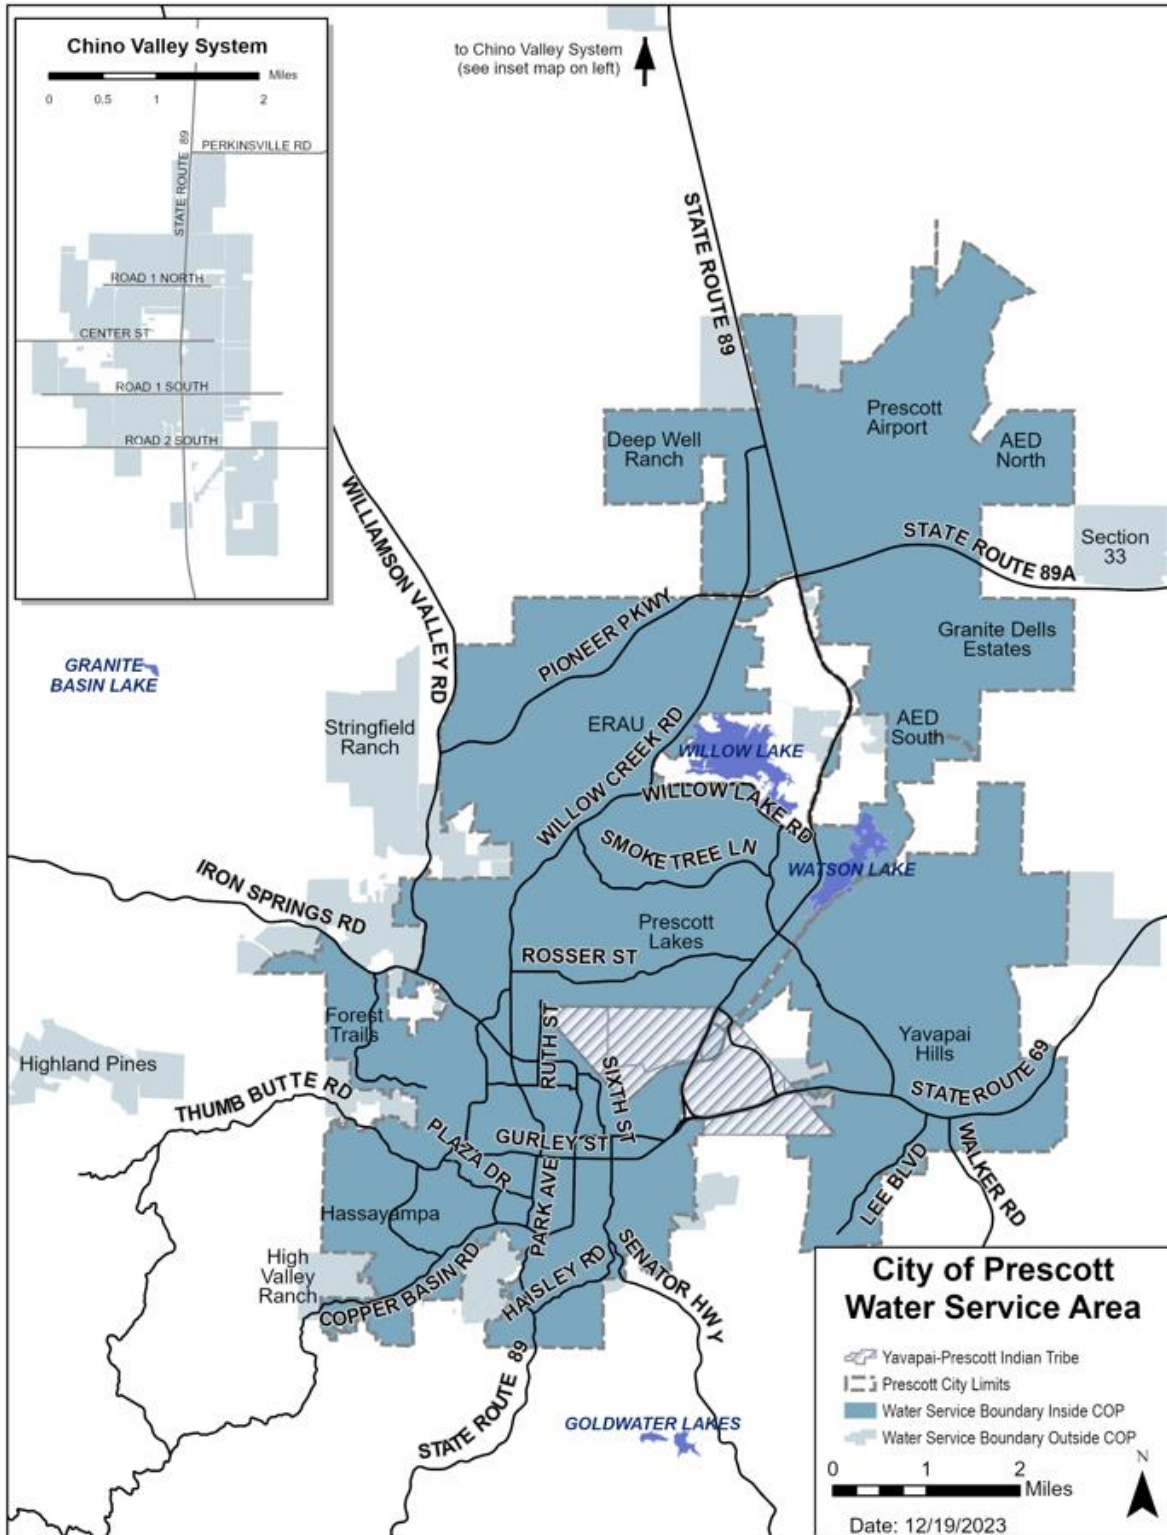 Chino Valley System
Miles
0 0.5 1 2
STATE ROUTE 89
PERKINSVILLE RD
ROAD 1 NORTH
CENTER ST
ROAD 1 SOUTH
ROAD 2 SOUTH
to Chino Valley System
(see inset map on left)
STATE ROUTE 89
Prescott
Airport
Deep Well
Ranch
AED
North
WILLIAMSON VALLEY RD
STATE ROUTE 89A
Section
33
PIONEER PKWY
Granite Dells
Estates
GRANITE
BASIN LAKE
Stringfield
Ranch
ERAU
AED
South
WILLOW CREEK RD
WILLOW LAKE
WILLOW LAKE RD
SMOKE TREE LN
WATSON LAKE
IRON SPRINGS RD
Prescott
Lakes
ROSSER ST
Forest
Trails
RUTH ST
SIXTH ST
Yavapai
Hills
Highland Pines
THUMB BUTTE RD
STATE ROUTE 69
PLAZA DR
GURLEY ST
PARK AVE
LEE BLVD
WALKER RD
Hassayampa
High
Valley
Ranch
COPPER BASIN RD
HAISLEY RD
SENATOR HWY
STATE ROUTE 89
GOLDWATER LAKES
City of Prescott
Water Service Area
Yavapai-Prescott Indian Tribe
Prescott City Limits
Water Service Boundary Inside COP
Water Service Boundary Outside COP
0 1 2
Miles
N
Date: 12/19/2023